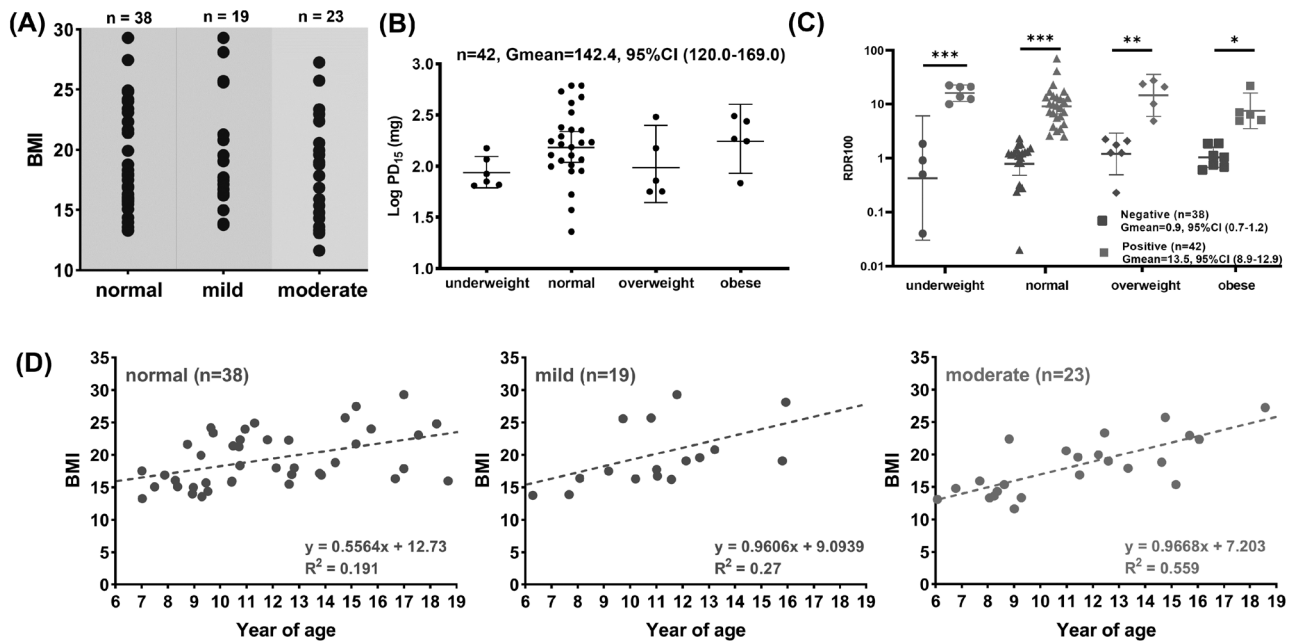 (A)
n = 38 n = 19 n = 23
BMI
30
25
20
15
10
normal mild moderate
(B)
n=42, Gmean=142.4, 95%CI (120.0-169.0)
Log PD15 (mg)
3.0
2.5
2.0
1.5
1.0
underweight normal overweight obese
(C)
*** *** ** *
RDR100
100
10
1
0.1
0.01
Negative (n=38)
Gmean=0.9, 95%CI (0.7-1.2)
Positive (n=42)
Gmean=13.5, 95%CI (8.9-12.9)
underweight normal overweight obese
(D)
normal (n=38)
BMI
35
30
25
20
15
10
5
0
y = 0.5564x + 12.73
R2 = 0.191
6 7 8 9 10 11 12 13 14 15 16 17 18 19
Year of age
mild (n=19)
BMI
35
30
25
20
15
10
5
0
y = 0.9606x + 9.0939
R2 = 0.27
6 7 8 9 10 11 12 13 14 15 16 17 18 19
Year of age
moderate (n=23)
BMI
35
30
25
20
15
10
5
0
y = 0.9668x + 7.203
R2 = 0.559
6 7 8 9 10 11 12 13 14 15 16 17 18 19
Year of age